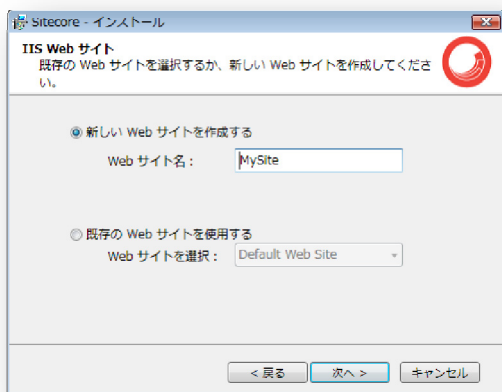 Sitecore - インストール
IIS Web サイト
既存の Web サイトを選択するか、新しい Web サイトを作成してくださ
い。
新しい Web サイトを作成する
Web サイト名： MySite
既存の Web サイトを使用する
Web サイトを選択： Default Web Site
< 戻る 次へ > キャンセル